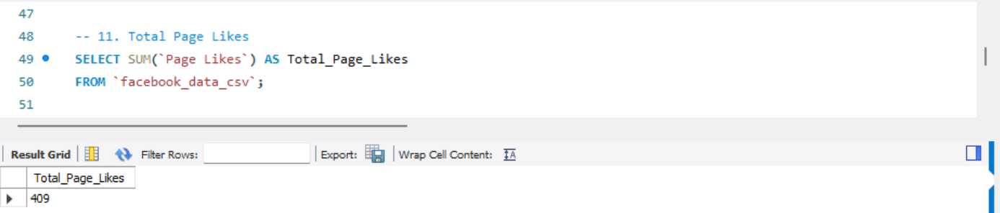 47
48 -- 11. Total Page Likes
49 SELECT SUM(`Page Likes`) AS Total_Page_Likes
50 FROM `facebook_data_csv`;
51
Result Grid Filter Rows: Export: Wrap Cell Content: IA
Total_Page_Likes
409